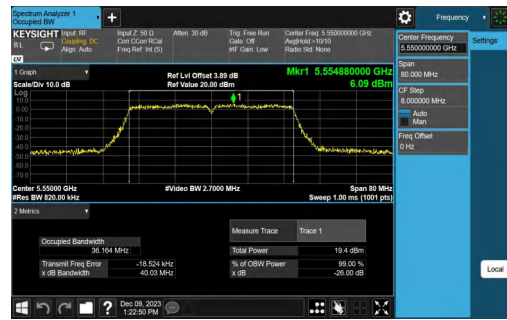 Spectrum Analyzer 1
Occupied BW
+
Frequency
KEYSIGHT
RL
Input: RF
Coupling: DC
Align: Auto
Input Z: 50 Ω
Corr CCorr RCal
Freq Ref: Int (S)
Atten: 30 dB
Trig: Free Run
Gate: Off
#IF Gain: Low
Center Freq: 5.550000000 GHz
Avg|Hold:>10/10
Radio Std: None
LXI
Center Frequency
5.550000000 GHz
Settings
Span
80.000 MHz
CF Step
8.000000 MHz
Auto
Man
Freq Offset
0 Hz
Local
1 Graph
Scale/Div 10.0 dB
Ref Lvl Offset 3.89 dB
Ref Value 20.00 dBm
Mkr1 5.554880000 GHz
6.09 dBm
Log
10.0
0.00
-10.0
-20.0
-30.0
-40.0
-50.0
-60.0
-70.0
1
Center 5.55000 GHz
#Res BW 820.00 kHz
#Video BW 2.7000 MHz
Span 80 MHz
Sweep 1.00 ms (1001 pts)
2 Metrics
Measure Trace
Trace 1
Occupied Bandwidth
36.164 MHz
Total Power
19.4 dBm
Transmit Freq Error
-18.524 kHz
% of OBW Power
99.00 %
x dB Bandwidth
40.03 MHz
x dB
-26.00 dB
?
Dec 09, 2023
1:22:50 PM